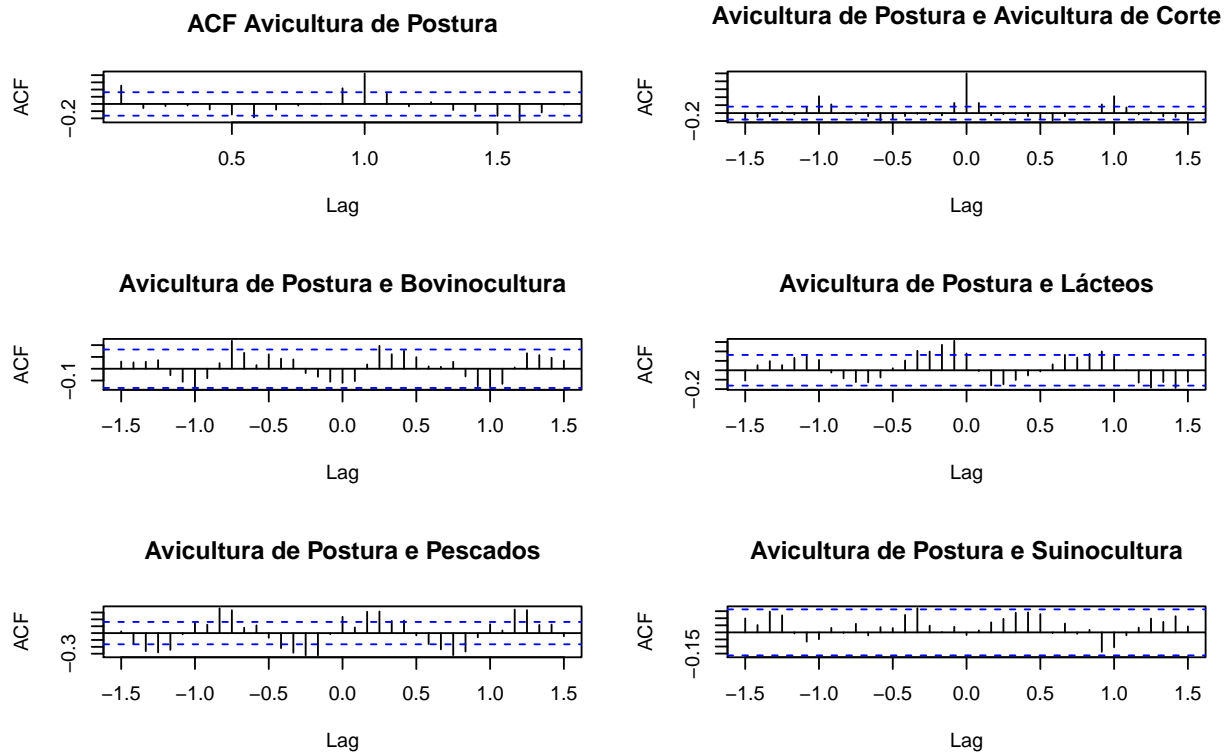 ACF Avicultura de Postura
ACF
−0.2
0.5 1.0 1.5
Lag
Avicultura de Postura e Avicultura de Corte
ACF
−0.2
−1.5 −1.0 −0.5 0.0 0.5 1.0 1.5
Lag
Avicultura de Postura e Bovinocultura
ACF
−0.1
−1.5 −1.0 −0.5 0.0 0.5 1.0 1.5
Lag
Avicultura de Postura e Lácteos
ACF
−0.2
−1.5 −1.0 −0.5 0.0 0.5 1.0 1.5
Lag
Avicultura de Postura e Pescados
ACF
−0.3
−1.5 −1.0 −0.5 0.0 0.5 1.0 1.5
Lag
Avicultura de Postura e Suinocultura
ACF
−0.15
−1.5 −1.0 −0.5 0.0 0.5 1.0 1.5
Lag